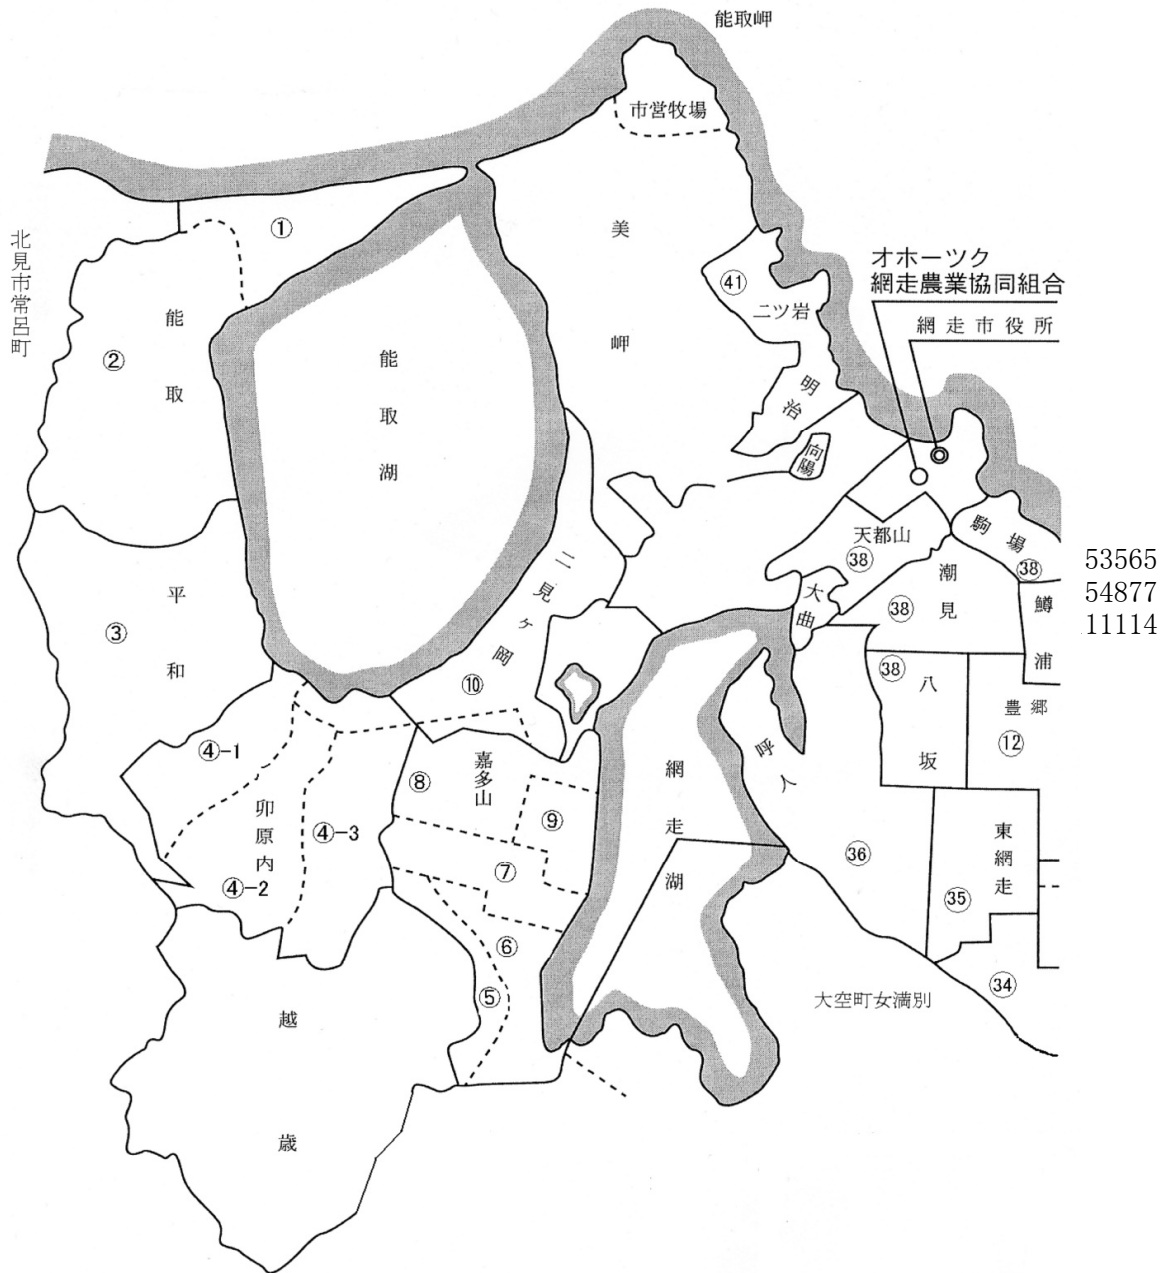 能取岬
市営牧場
①
北見市常呂町
美岬
㊶
二ツ岩
オホーツク
網走農業協同組合
網走市役所
能取
②
能取湖
明治
向陽
天都山
㊳
駒場
㊳
53565
54877
11114
潮見
㊳
大曲
鱒浦
二見ヶ岡
⑩
平和
③
㊳
八坂
豊郷
⑫
④-1
卯原内
④-3
④-2
⑧
嘉多山
⑨
⑦
⑥
⑤
網走湖
呼人
㊱
東網走
㉟
㉞
大空町女満別
越歳